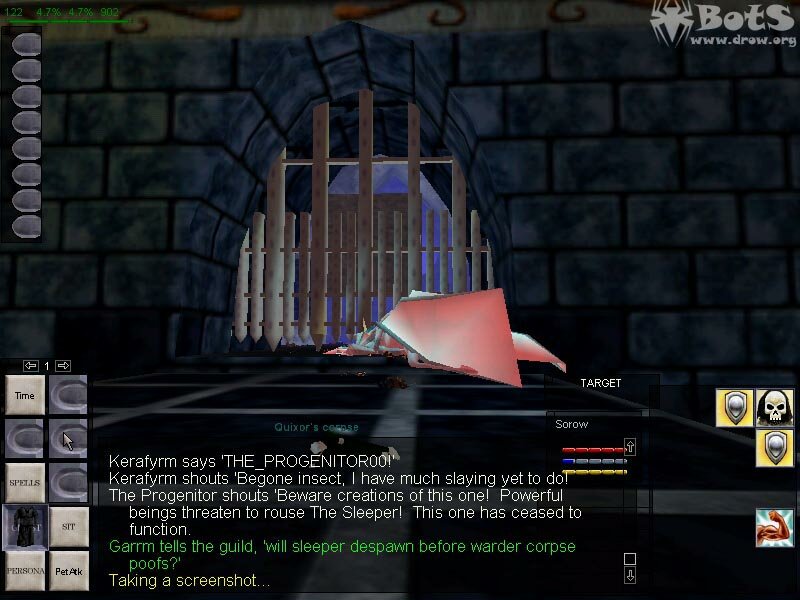 122 4.7% 4.7% 902
BotS
www.drow.org
1
Time
TARGET
Sorow
Quixor's corpse
Kerafyrm says 'THE_PROGENITOR00!'
Kerafyrm shouts 'Begone insect, I have much slaying yet to do!'
The Progenitor shouts 'Beware creations of this one!  Powerful
beings threaten to rouse The Sleeper!  This one has ceased to
function.
Garrm tells the guild, 'will sleeper despawn before warder corpse
poofs?'
Taking a screenshot...
SPELLS
SIT
PERSONA
Pet Atk